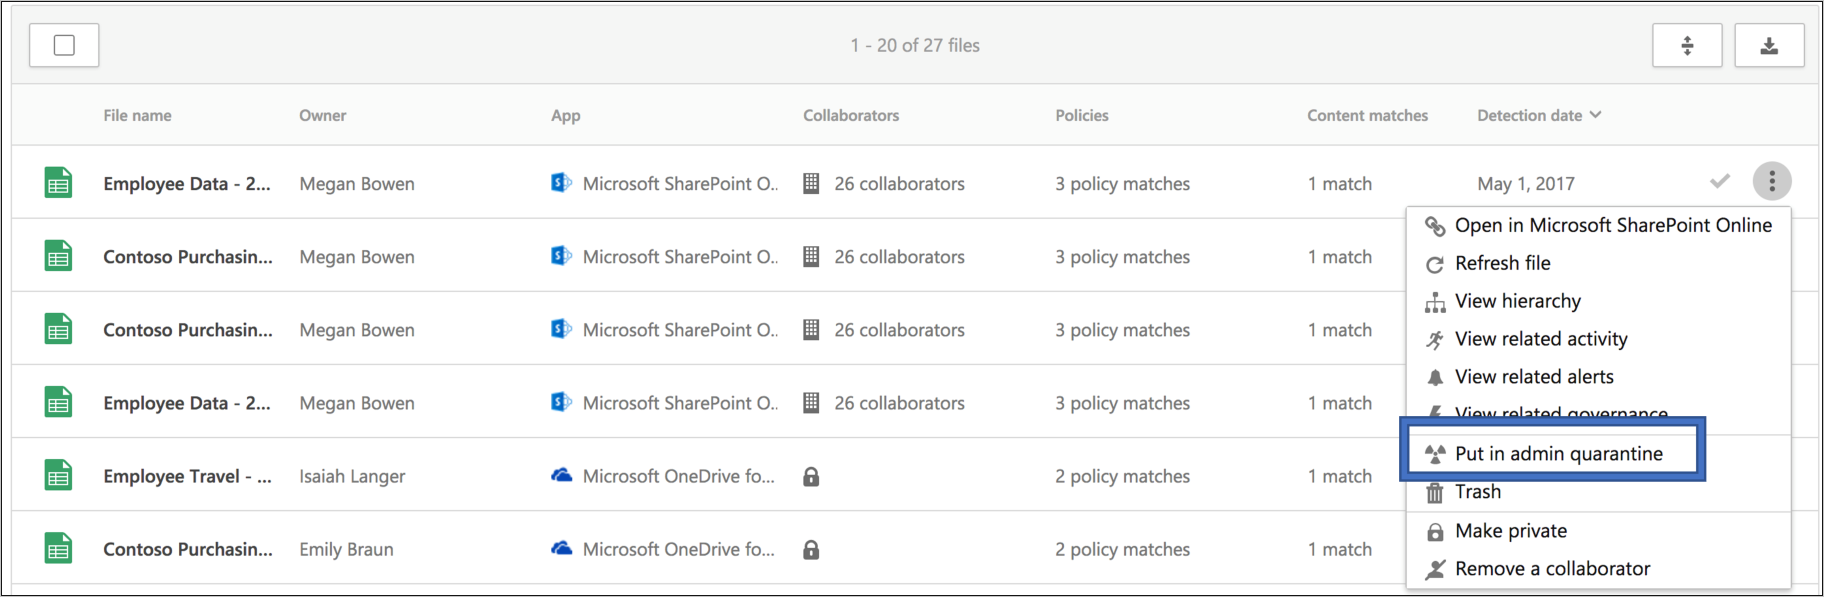 1 - 20 of 27 files
File name Owner App Collaborators Policies Content matches Detection date
Employee Data - 2... Megan Bowen Microsoft SharePoint O.. 26 collaborators 3 policy matches 1 match May 1, 2017
Contoso Purchasin... Megan Bowen Microsoft SharePoint O.. 26 collaborators 3 policy matches 1 match
Contoso Purchasin... Megan Bowen Microsoft SharePoint O.. 26 collaborators 3 policy matches 1 match
Employee Data - 2... Megan Bowen Microsoft SharePoint O.. 26 collaborators 3 policy matches 1 match
Employee Travel - ... Isaiah Langer Microsoft OneDrive fo... 2 policy matches 1 match
Contoso Purchasin... Emily Braun Microsoft OneDrive fo... 2 policy matches 1 match
Open in Microsoft SharePoint Online
Refresh file
View hierarchy
View related activity
View related alerts
View related governance
Put in admin quarantine
Trash
Make private
Remove a collaborator